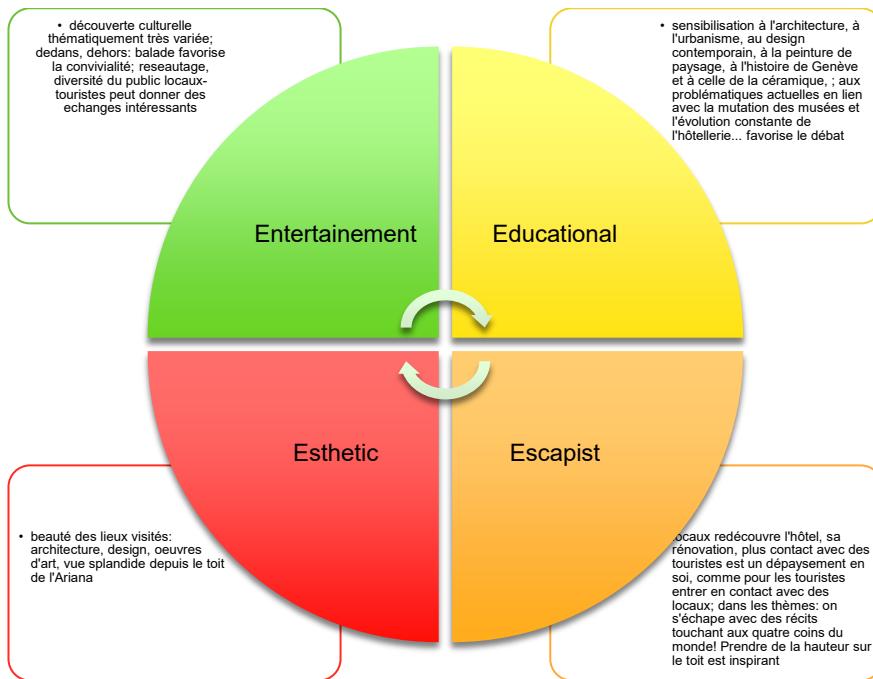 • découverte culturelle
thématiquement très variée;
dedans, dehors: balade favorise
la convivialité; reseautage,
diversité du public locaux-
touristes peut donner des
echanges intéressants
• sensibilisation à l'architecture, à
l'urbanisme, au design
contemporain, à la peinture de
paysage, à l'histoire de Genève
et à celle de la céramique, ; aux
problématiques actuelles en lien
avec la mutation des musées et
l'évolution constante de
l'hôtellerie... favorise le débat
Entertainement
Educational
Esthetic
Escapist
• beauté des lieux visités:
architecture, design, oeuvres
d'art, vue splandide depuis le toit
de l'Ariana
ocaux redécouvre l'hôtel, sa
rénovation, plus contact avec des
touristes est un dépaysement en
soi, comme pour les touristes
entrer en contact avec des
locaux; dans les thèmes: on
s'échape avec des récits
touchant aux quatre coins du
monde! Prendre de la hauteur sur
le toit est inspirant